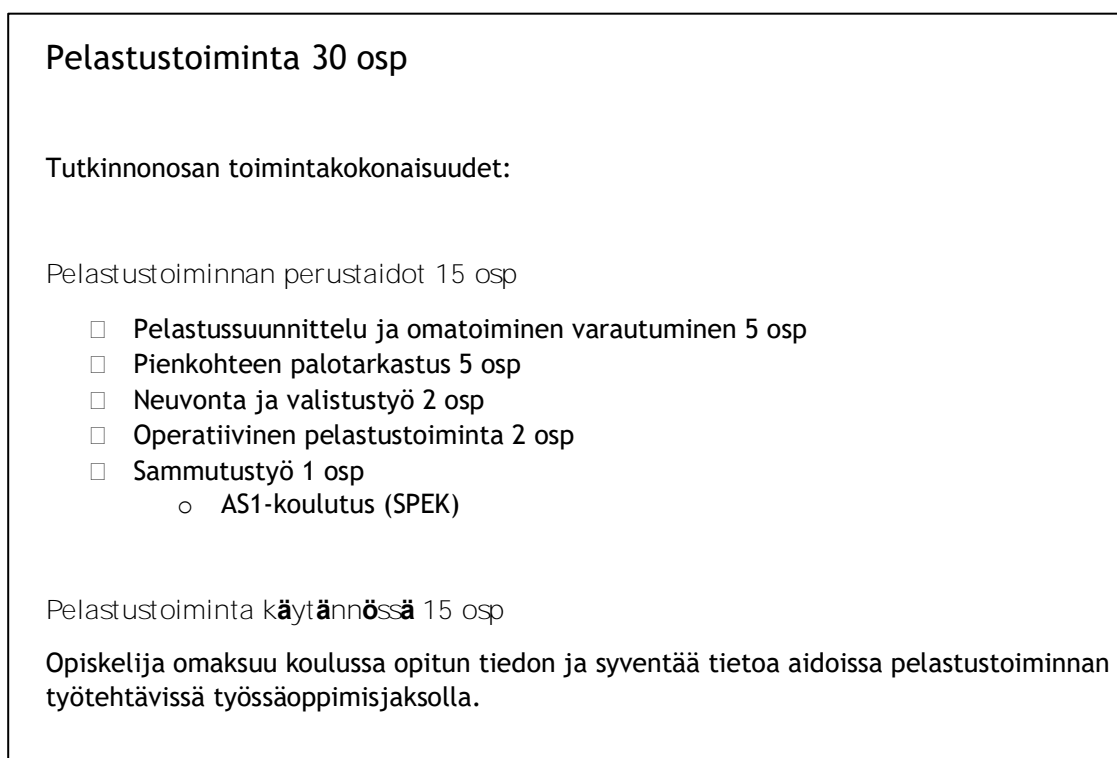 Pelastustoiminta 30 osp
Tutkinnonosan toimintakokonaisuudet:
Pelastustoiminnan perustaidot 15 osp
Pelastussuunnittelu ja omatoiminen varautuminen 5 osp
Pienkohteen palotarkastus 5 osp
Neuvonta ja valistustyö 2 osp
Operatiivinen pelastustoiminta 2 osp
Sammutustyö 1 osp
o AS1-koulutus (SPEK)
Pelastustoiminta käytännössä 15 osp
Opiskelija omaksuu koulussa opitun tiedon ja syventää tietoa aidoissa pelastustoiminnan
työtehtävissä työssäoppimisjaksolla.